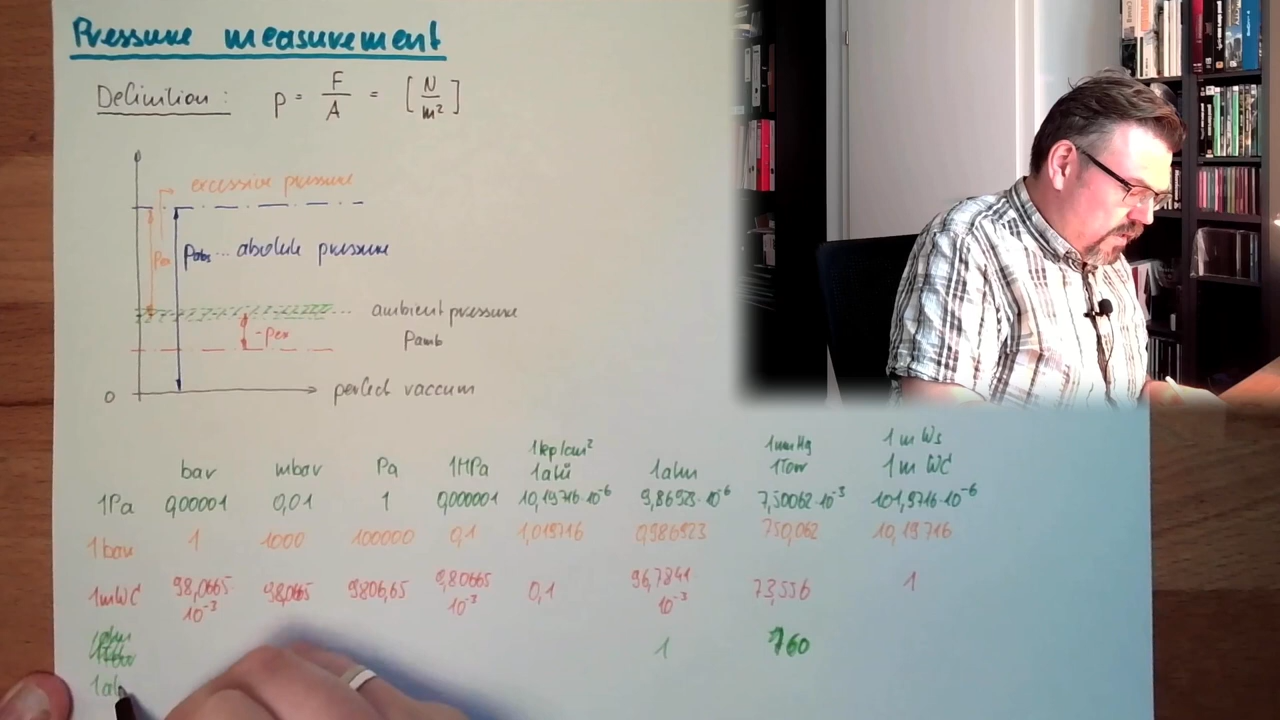 Pressure measurement
Definition: p = F/A = [N/m²]
excessive pressure
pex
Pabs ... absolute pressure
... ambient pressure
-pex
Pamb
0
perfect vaccum
bar mbar Pa 1MPa 1kp/cm² 1atü 1atm 1mmHg 1Torr 1 m Ws 1 m WC
1Pa 0,00001 0,01 1 0,000001 10,19716·10⁻⁶ 9,86923·10⁻⁶ 7,50062·10⁻³ 101,9716·10⁻⁶
1bar 1 1000 100000 0,1 1,019716 0,986923 750,062 10,19716
1mWC 98,0665·10⁻³ 98,0665 9806,65 9,80665 10⁻³ 0,1 96,7841 10⁻³ 73,556 1
1 760